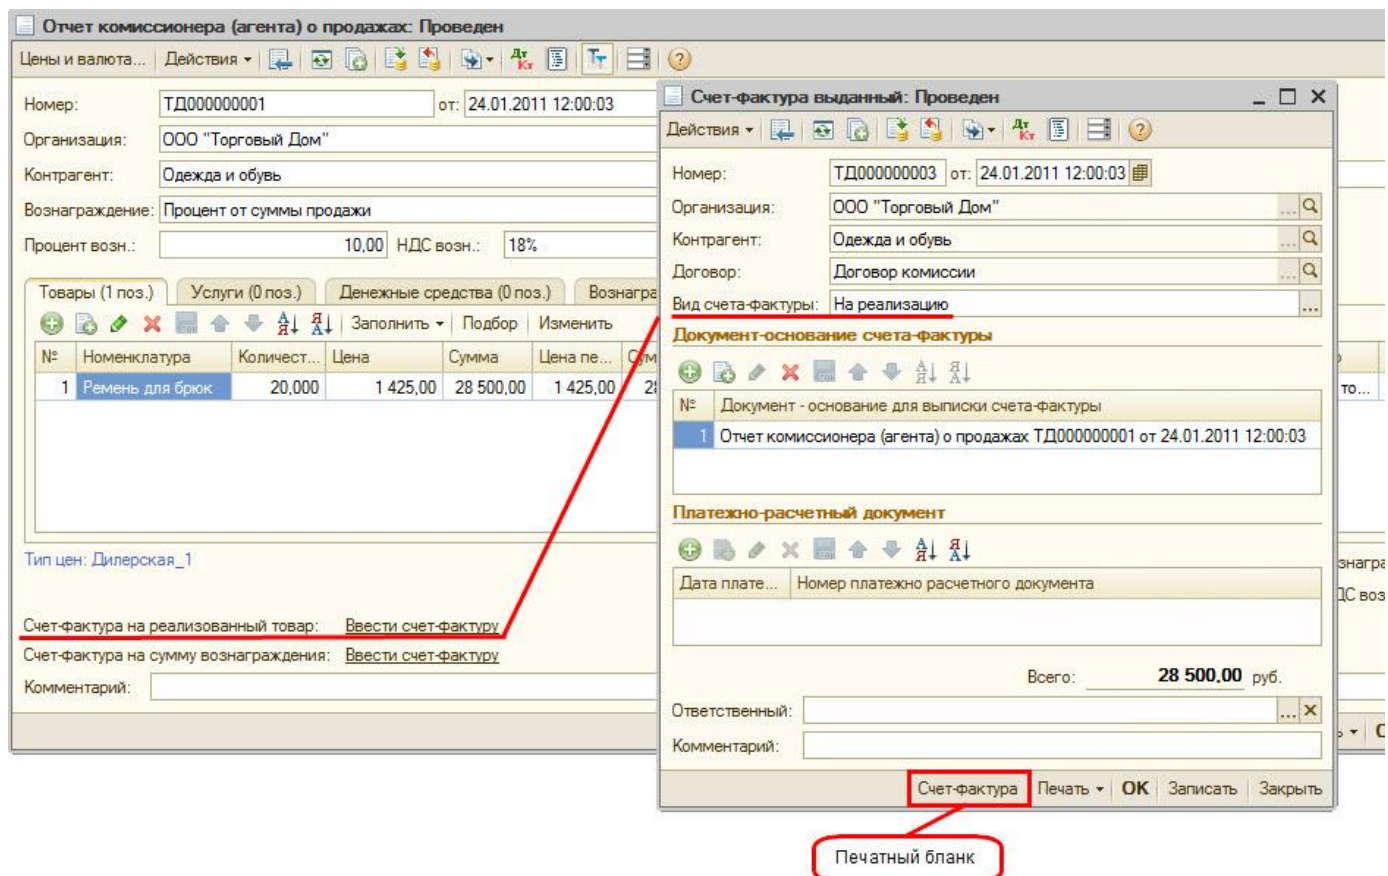 Отчет комиссионера (агента) о продажах: Проведен
Цены и валюта... Действия
Номер: ТД000000001 от: 24.01.2011 12:00:03
Организация: ООО "Торговый Дом"
Контрагент: Одежда и обувь
Вознаграждение: Процент от суммы продажи
Процент возн.: 10,00 НДС возн.: 18%
Товары (1 поз.) Услуги (0 поз.) Денежные средства (0 поз.)
Заполнить Подбор Изменить
№ Номенклатура Количест... Цена Сумма Цена пе...
1 Ремень для брюк 20,000 1 425,00 28 500,00 1 425,00
Тип цен: Дилерская_1
Счет-фактура на реализованный товар: Ввести счет-фактуру
Счет-фактура на сумму вознаграждения: Ввести счет-фактуру
Комментарий:
Счет-фактура выданный: Проведен
Действия
Номер: ТД000000003 от: 24.01.2011 12:00:03
Организация: ООО "Торговый Дом"
Контрагент: Одежда и обувь
Договор: Договор комиссии
Вид счета-фактуры: На реализацию
Документ-основание счета-фактуры
№ Документ - основание для выписки счета-фактуры
1 Отчет комиссионера (агента) о продажах ТД000000001 от 24.01.2011 12:00:03
Платежно-расчетный документ
Дата плате... Номер платежно расчетного документа
Всего: 28 500,00 руб.
Ответственный:
Комментарий:
Счет-фактура Печать OK Записать Закрыть
Печатный бланк